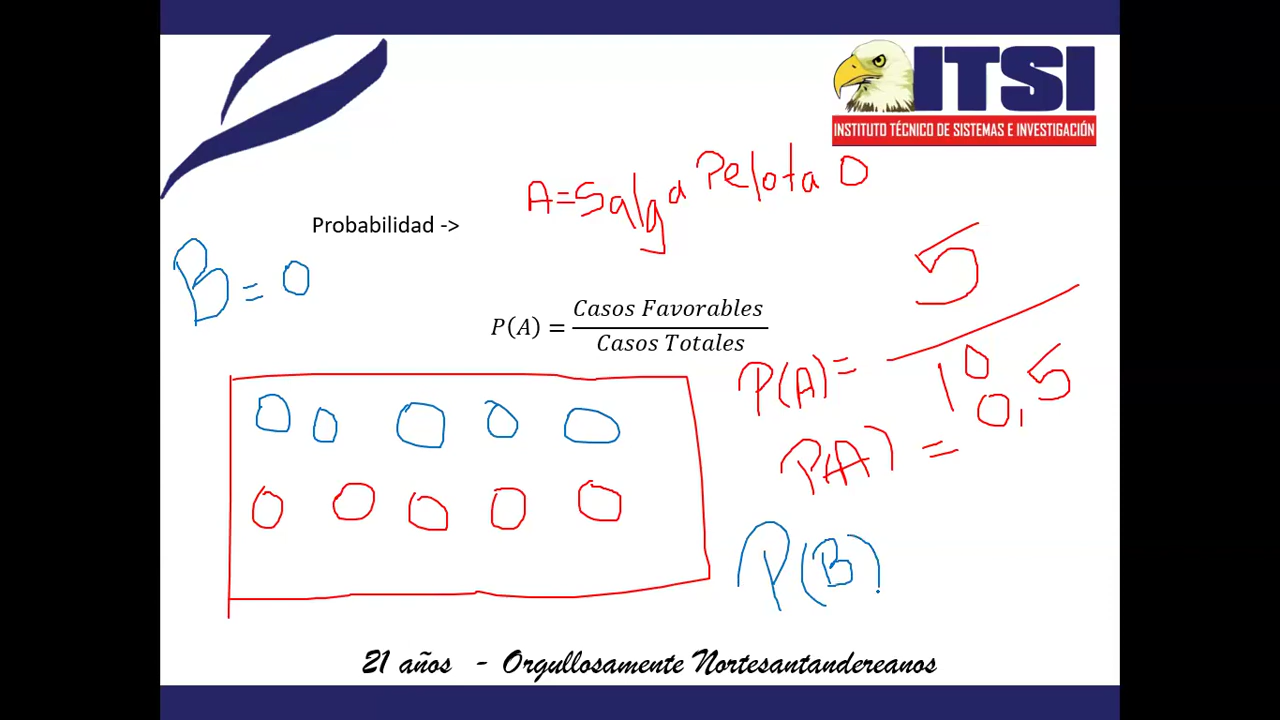 ITSI
INSTITUTO TÉCNICO DE SISTEMAS E INVESTIGACIÓN
A=Salga Pelota O
Probabilidad ->
B = O
P(A) = Casos Favorables
Casos Totales
5
P(A) = 10
P(A) = 0,5
P(B)
21 años - Orgullosamente Nortesantandereanos